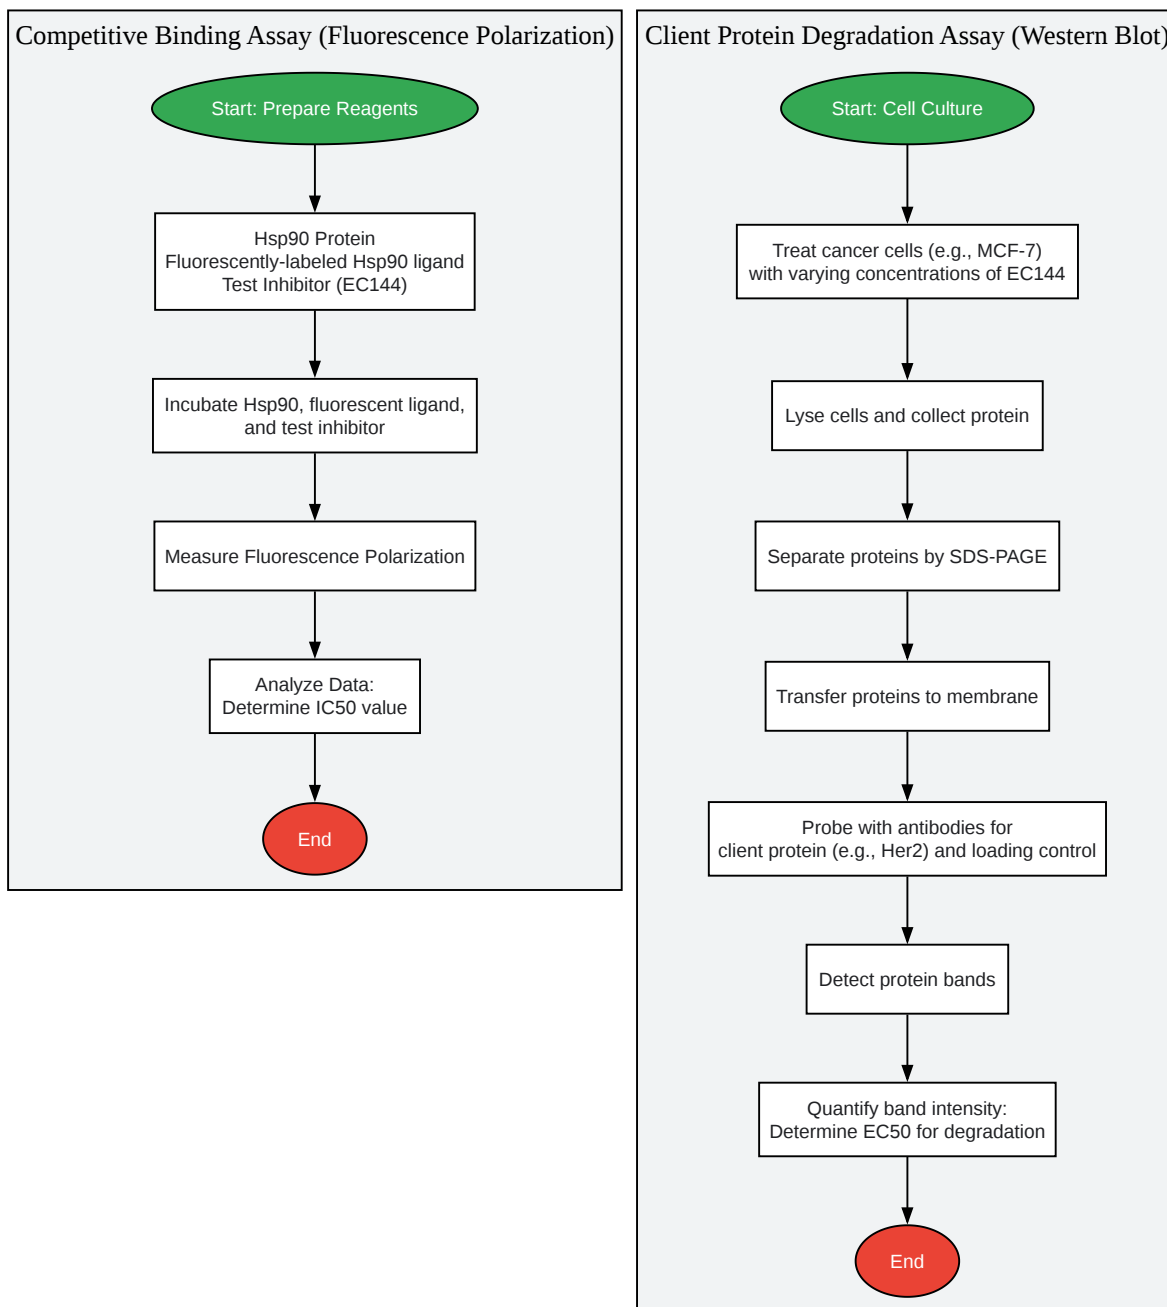 Competitive Binding Assay (Fluorescence Polarization)
Start: Prepare Reagents
Hsp90 Protein
Fluorescently-labeled Hsp90 ligand
Test Inhibitor (EC144)
Incubate Hsp90, fluorescent ligand,
and test inhibitor
Measure Fluorescence Polarization
Analyze Data:
Determine IC50 value
End
Client Protein Degradation Assay (Western Blot)
Start: Cell Culture
Treat cancer cells (e.g., MCF-7)
with varying concentrations of EC144
Lyse cells and collect protein
Separate proteins by SDS-PAGE
Transfer proteins to membrane
Probe with antibodies for
client protein (e.g., Her2) and loading control
Detect protein bands
Quantify band intensity:
Determine EC50 for degradation
End